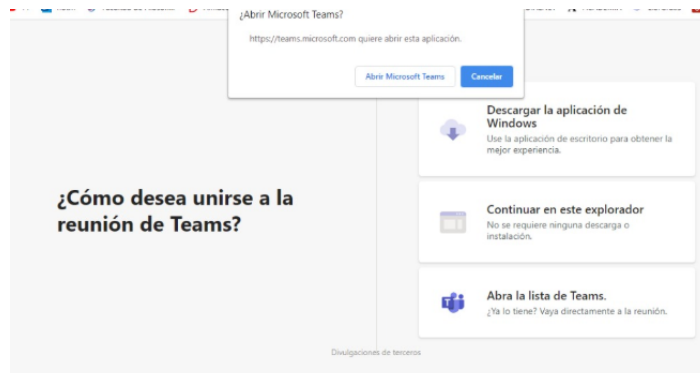 ¿Abrir Microsoft Teams?
https://teams.microsoft.com quiere abrir esta aplicación.
Abrir Microsoft Teams
Cancelar
¿Cómo desea unirse a la
reunión de Teams?
Descargar la aplicación de
Windows
Use la aplicación de escritorio para obtener la
mejor experiencia.
Continuar en este explorador
No se requiere ninguna descarga o
instalación.
Abra la lista de Teams.
¿Ya lo tiene? Vaya directamente a la reunión.
Divulgaciones de terceros